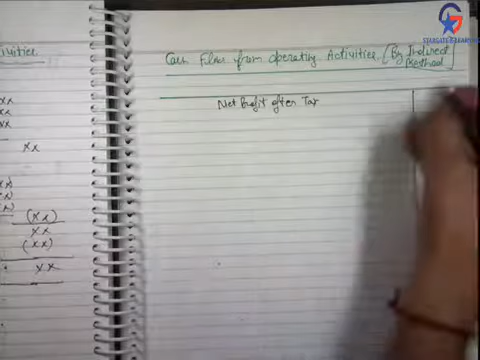 ivities
xx
xx
xx
xx
(xx)
xx
(xx)
xx
Cash Flow from operating Activities (By Indirect
Method)
Net Profit after Tax